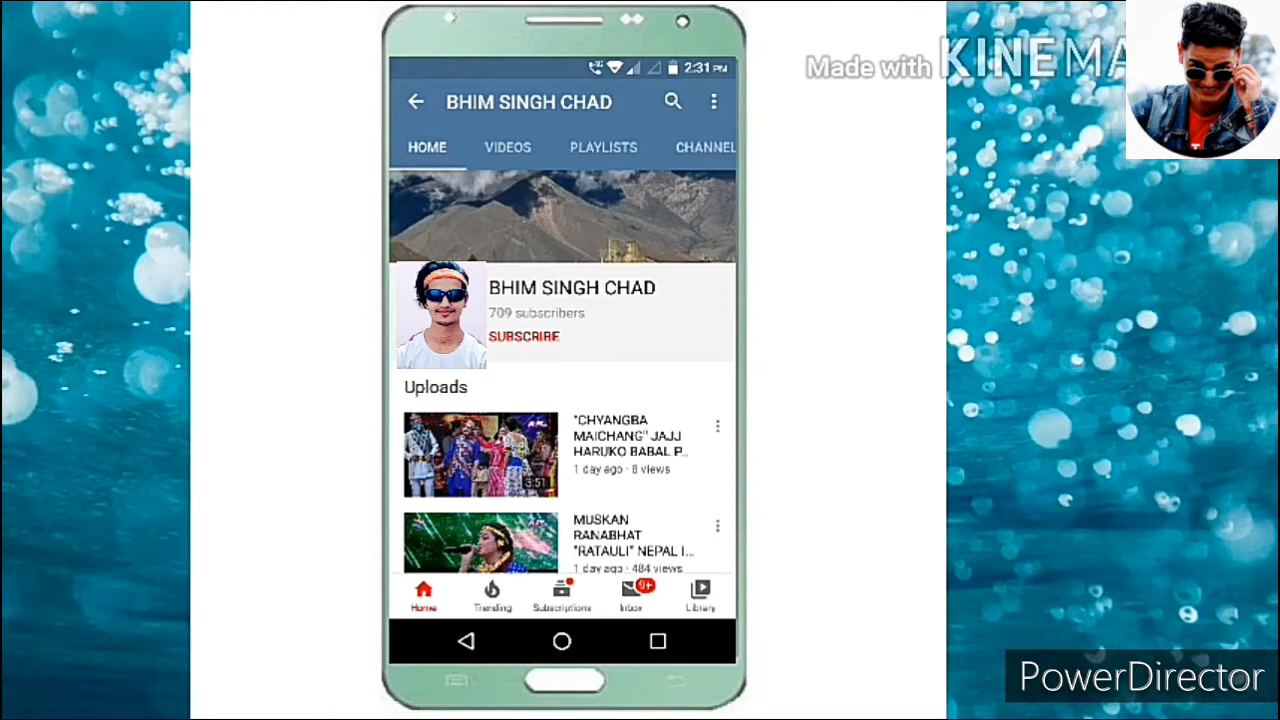 Made with KINEMA
2:31 PM
BHIM SINGH CHAD
HOME VIDEOS PLAYLISTS CHANNEL
BHIM SINGH CHAD
709 subscribers
SUBSCRIBE
Uploads
"CHYANGBA
MAICHANG" JAJJ
HARUKO BABAL P...
1 day ago · 8 views
3:51
MUSKAN
RANABHAT
"RATAULI" NEPAL I...
1 day ago · 484 views
9+
Home Trending Subscriptions Inbox Library
PowerDirector